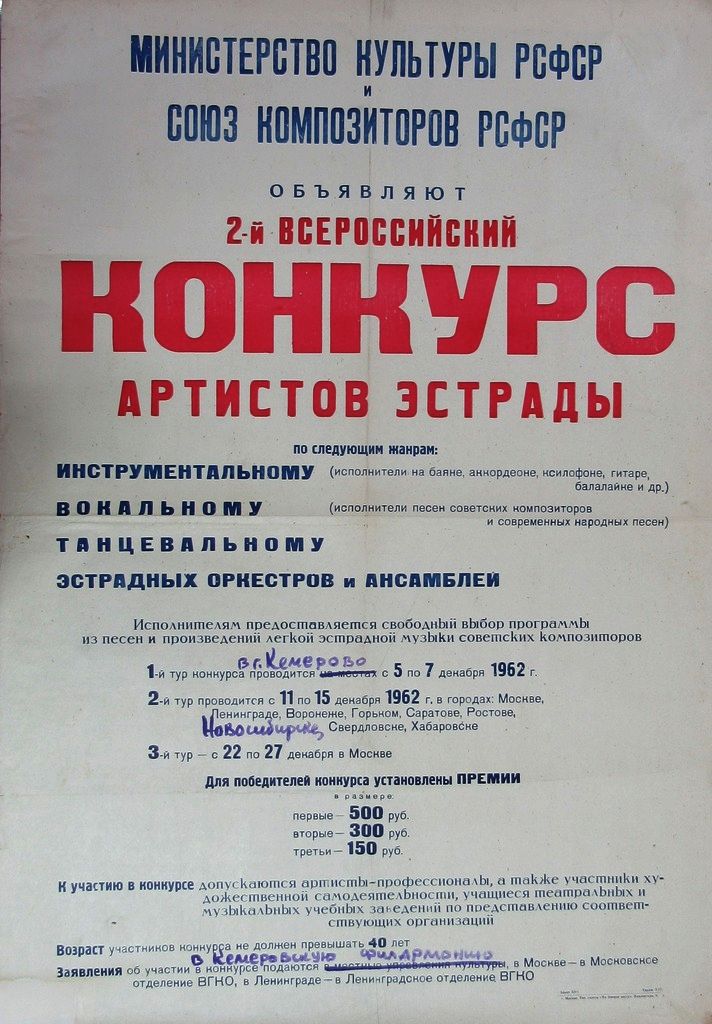 МИНИСТЕРСТВО КУЛЬТУРЫ РСФСР
и
СОЮЗ КОМПОЗИТОРОВ РСФСР
ОБЪЯВЛЯЮТ
2-й ВСЕРОССИЙСКИЙ
КОНКУРС
АРТИСТОВ ЭСТРАДЫ
по следующим жанрам:
ИНСТРУМЕНТАЛЬНОМУ (исполнители на баяне, аккордеоне, ксилофоне, гитаре,
балалайке и др.)
ВОКАЛЬНОМУ (исполнители песен советских композиторов
и современных народных песен)
ТАНЦЕВАЛЬНОМУ
ЭСТРАДНЫХ ОРКЕСТРОВ и АНСАМБЛЕЙ
Исполнителям предоставляется свободный выбор программы
из песен и произведений легкой эстрадной музыки советских композиторов
в г. Кемерово
1-й тур конкурса проводится на местах с 5 по 7 декабря 1962 г.
2-й тур проводится с 11 по 15 декабря 1962 г. в городах: Москве,
Ленинграде, Воронеже, Горьком, Саратове, Ростове,
Новосибирске, Свердловске, Хабаровске
3-й тур — с 22 по 27 декабря в Москве
Для победителей конкурса установлены ПРЕМИИ
в размере:
первые — 500 руб.
вторые — 300 руб.
третьи — 150 руб.
К участию в конкурсе допускаются артисты-профессионалы, а также участники ху-
дожественной самодеятельности, учащиеся театральных и
музыкальных учебных заведений по представлению соответ-
ствующих организаций
Возраст участников конкурса не должен превышать 40 лет
в Кемеровскую филармонию
Заявления об участии в конкурсе подаются в местные управления культуры, в Москве — в Московское
отделение ВГКО, в Ленинграде — в Ленинградское отделение ВГКО